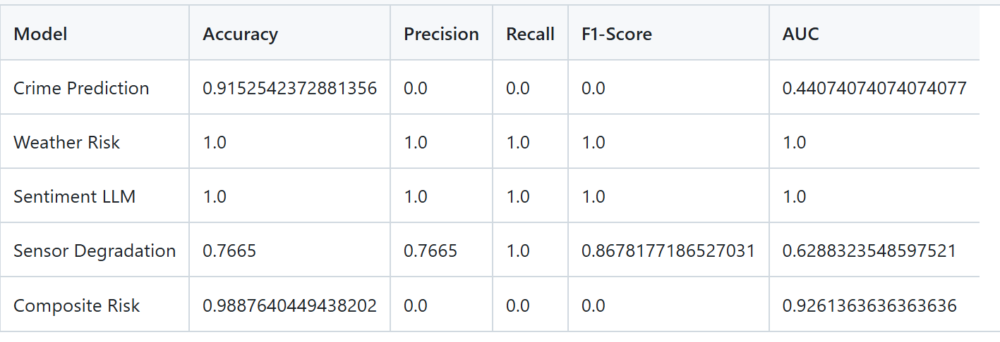 Model Accuracy Precision Recall F1-Score AUC
Crime Prediction 0.9152542372881356 0.0 0.0 0.0 0.44074074074074077
Weather Risk 1.0 1.0 1.0 1.0 1.0
Sentiment LLM 1.0 1.0 1.0 1.0 1.0
Sensor Degradation 0.7665 0.7665 1.0 0.8678177186527031 0.6288323548597521
Composite Risk 0.9887640449438202 0.0 0.0 0.0 0.9261363636363636